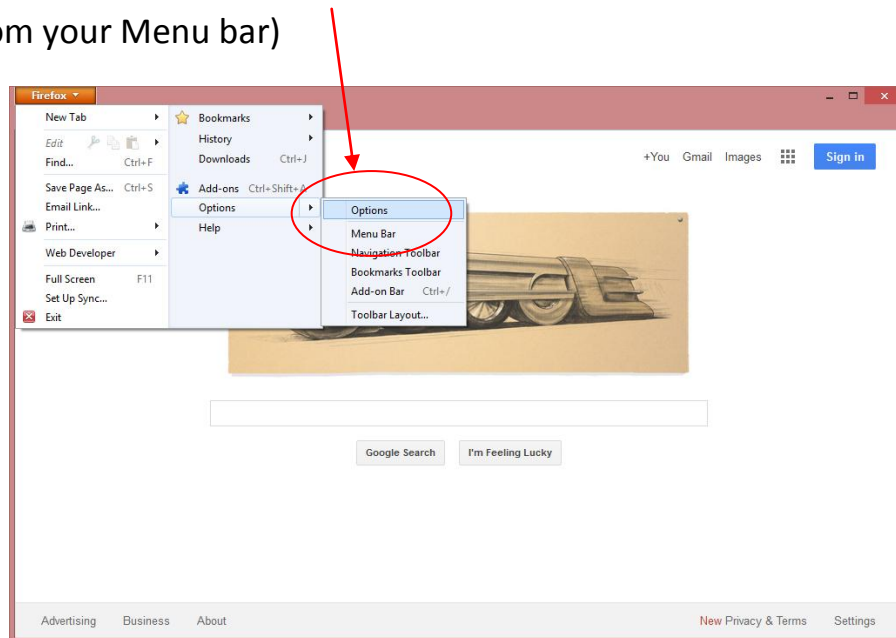 om your Menu bar)
Firefox
New Tab
Edit
Find... Ctrl+F
Save Page As... Ctrl+S
Email Link...
Print...
Web Developer
Full Screen F11
Set Up Sync...
Exit
Bookmarks
History
Downloads Ctrl+J
Add-ons Ctrl+Shift+A
Options
Help
Options
Menu Bar
Navigation Toolbar
Bookmarks Toolbar
Add-on Bar Ctrl+/
Toolbar Layout...
+You Gmail Images Sign in
Google Search I'm Feeling Lucky
Advertising Business About New Privacy & Terms Settings